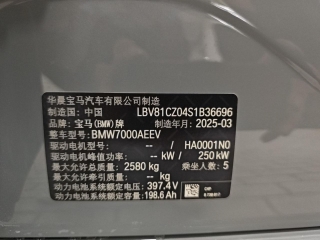 华晨宝马汽车有限公司制造
制造国: 中国 LBV81CZ04S1B36696
品牌: 宝马(BMW)牌 制造年月: 2025-03
整车型号: BMW7000AEEV
驱动电机型号: --/-- / HA0001N0
驱动电机峰值功率: --/-- kW / 250 kW
最大允许总质量: 2580 kg 乘坐人数: 5
最大允许牵引质量: -- kg
动力电池系统额定电压: 397.4 V
动力电池系统额定容量: 198.6 Ah